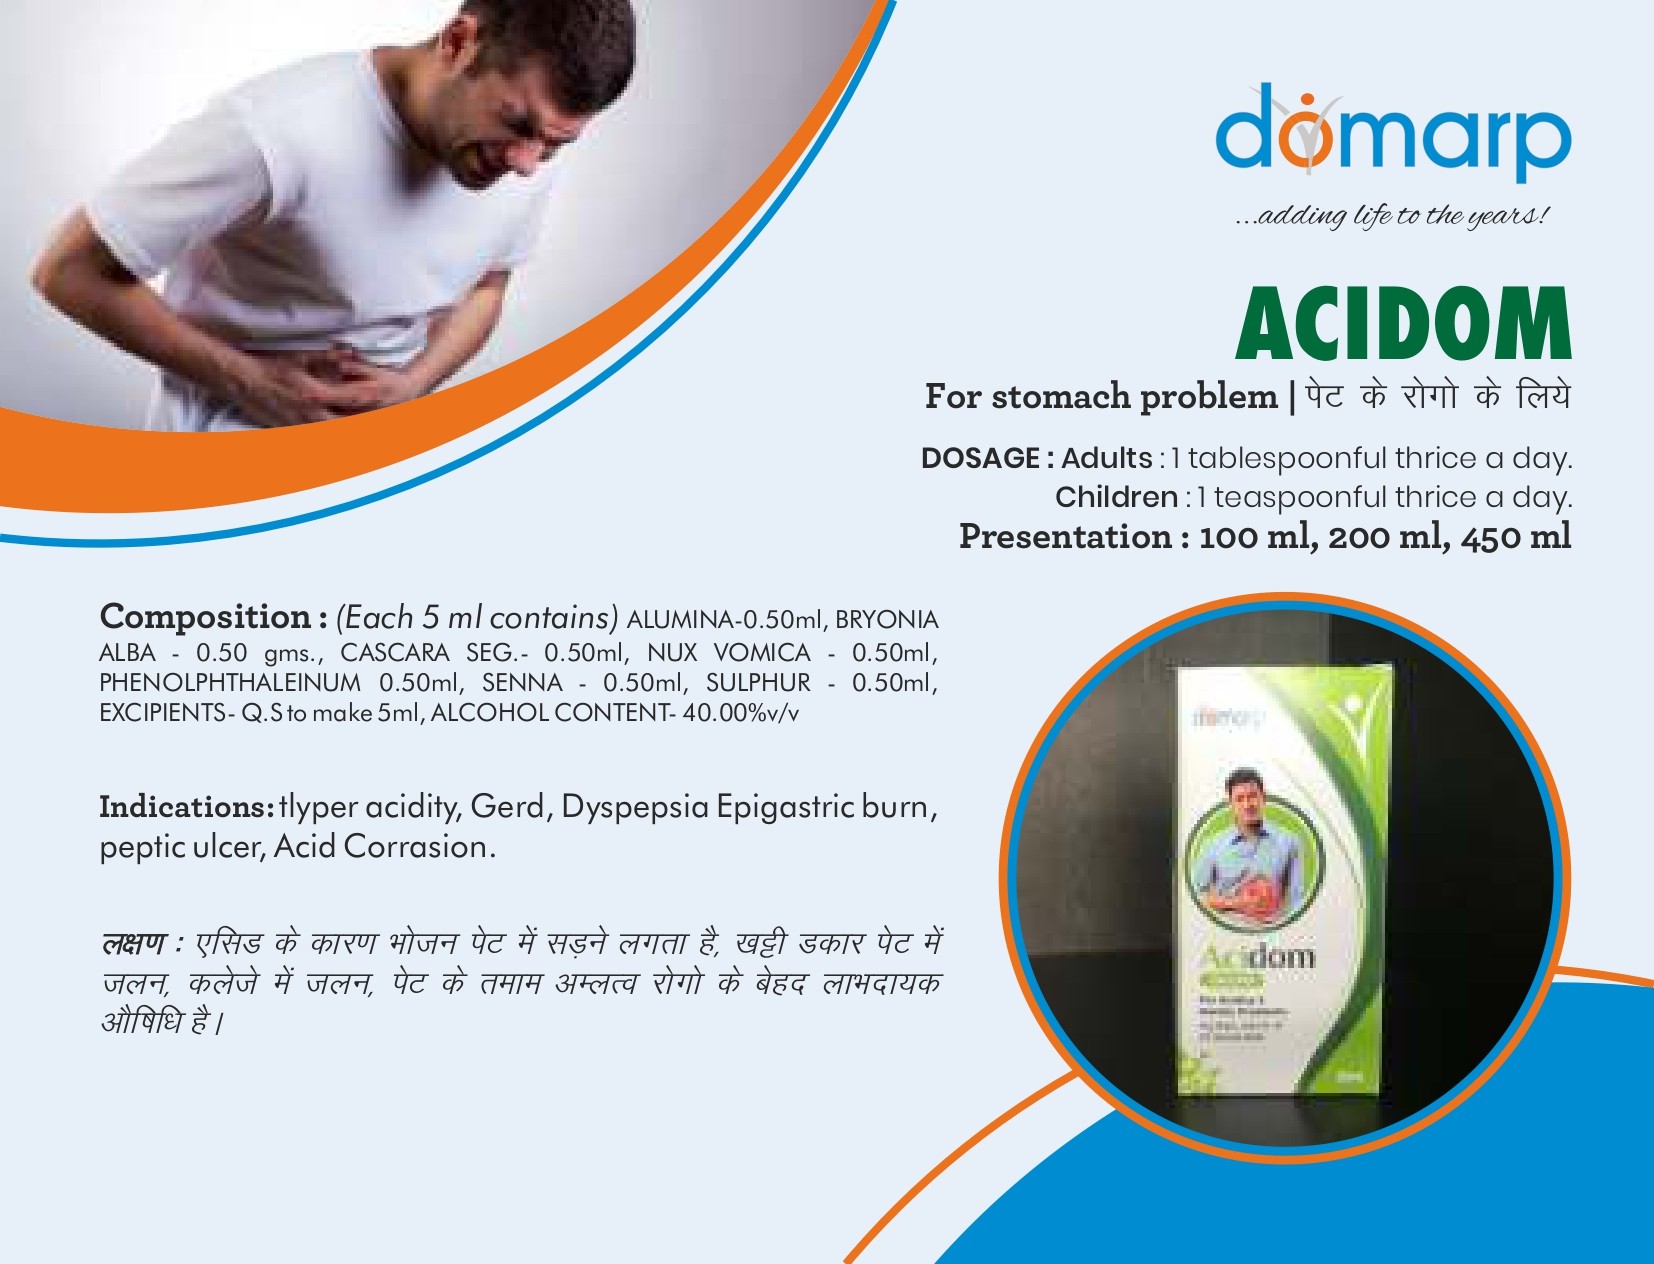 domarp
...adding life to the years!
ACIDOM
For stomach problem | पेट के रोगो के लिये
DOSAGE : Adults : 1 tablespoonful thrice a day.
Children : 1 teaspoonful thrice a day.
Presentation : 100 ml, 200 ml, 450 ml
Composition : (Each 5 ml contains) ALUMINA-0.50ml, BRYONIA
ALBA - 0.50 gms., CASCARA SEG.- 0.50ml, NUX VOMICA - 0.50ml,
PHENOLPHTHALEINUM 0.50ml, SENNA - 0.50ml, SULPHUR - 0.50ml,
EXCIPIENTS- Q.S to make 5ml, ALCOHOL CONTENT- 40.00%v/v
Indications: tlyper acidity, Gerd, Dyspepsia Epigastric burn,
peptic ulcer, Acid Corrasion.
लक्षण : एसिड के कारण भोजन पेट में सड़ने लगता है, खट्टी डकार पेट में
जलन, कलेजे में जलन, पेट के तमाम अम्लत्व रोगो के बेहद लाभदायक
औषिधि है।
domarp
Acidom